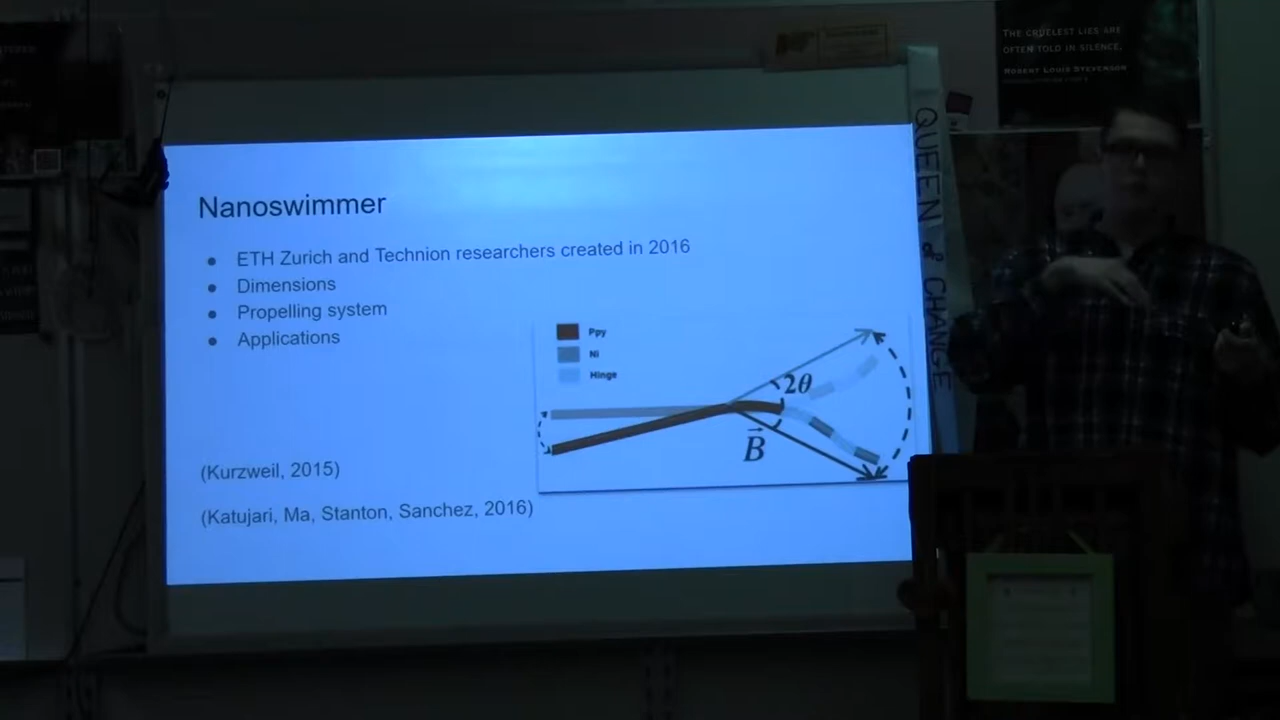 THE CRUELEST LIES ARE
OFTEN TOLD IN SILENCE.
ROBERT LOUIS STEVENSON
QUEEN of CHANGE
Nanoswimmer
● ETH Zurich and Technion researchers created in 2016
● Dimensions
● Propelling system
● Applications
Ppy
Ni
Hinge
2θ
B⃗
(Kurzweil, 2015)
(Katujari, Ma, Stanton, Sanchez, 2016)